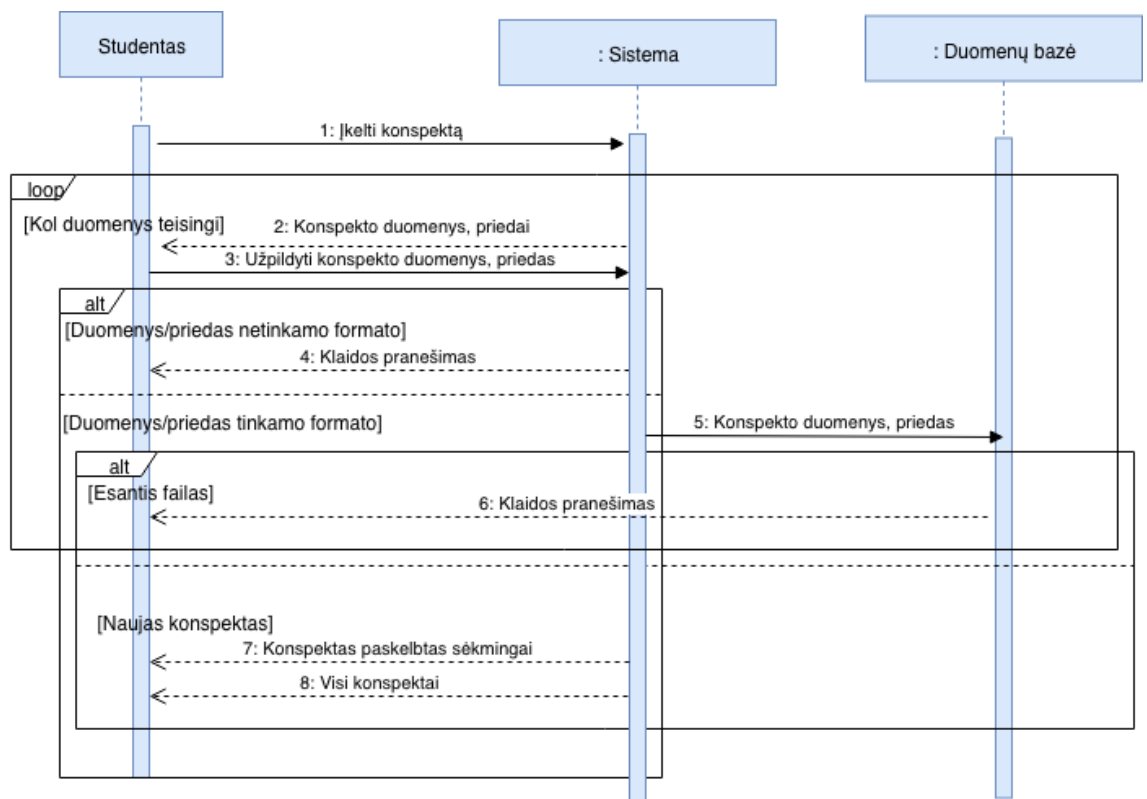 Studentas
: Sistema
: Duomenų bazė
1: Įkelti konspektą
loop
[Kol duomenys teisingi]
2: Konspekto duomenys, priedai
3: Užpildyti konspekto duomenys, priedas
alt
[Duomenys/priedas netinkamo formato]
4: Klaidos pranešimas
[Duomenys/priedas tinkamo formato]
5: Konspekto duomenys, priedas
alt
[Esantis failas]
6: Klaidos pranešimas
[Naujas konspektas]
7: Konspektas paskelbtas sėkmingai
8: Visi konspektai